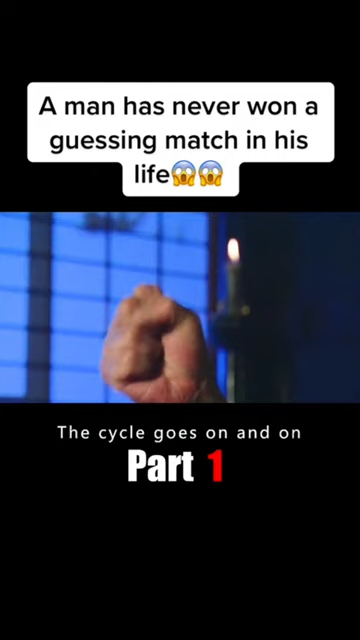 A man has never won a
guessing match in his
life😱😱
The cycle goes on and on
Part 1